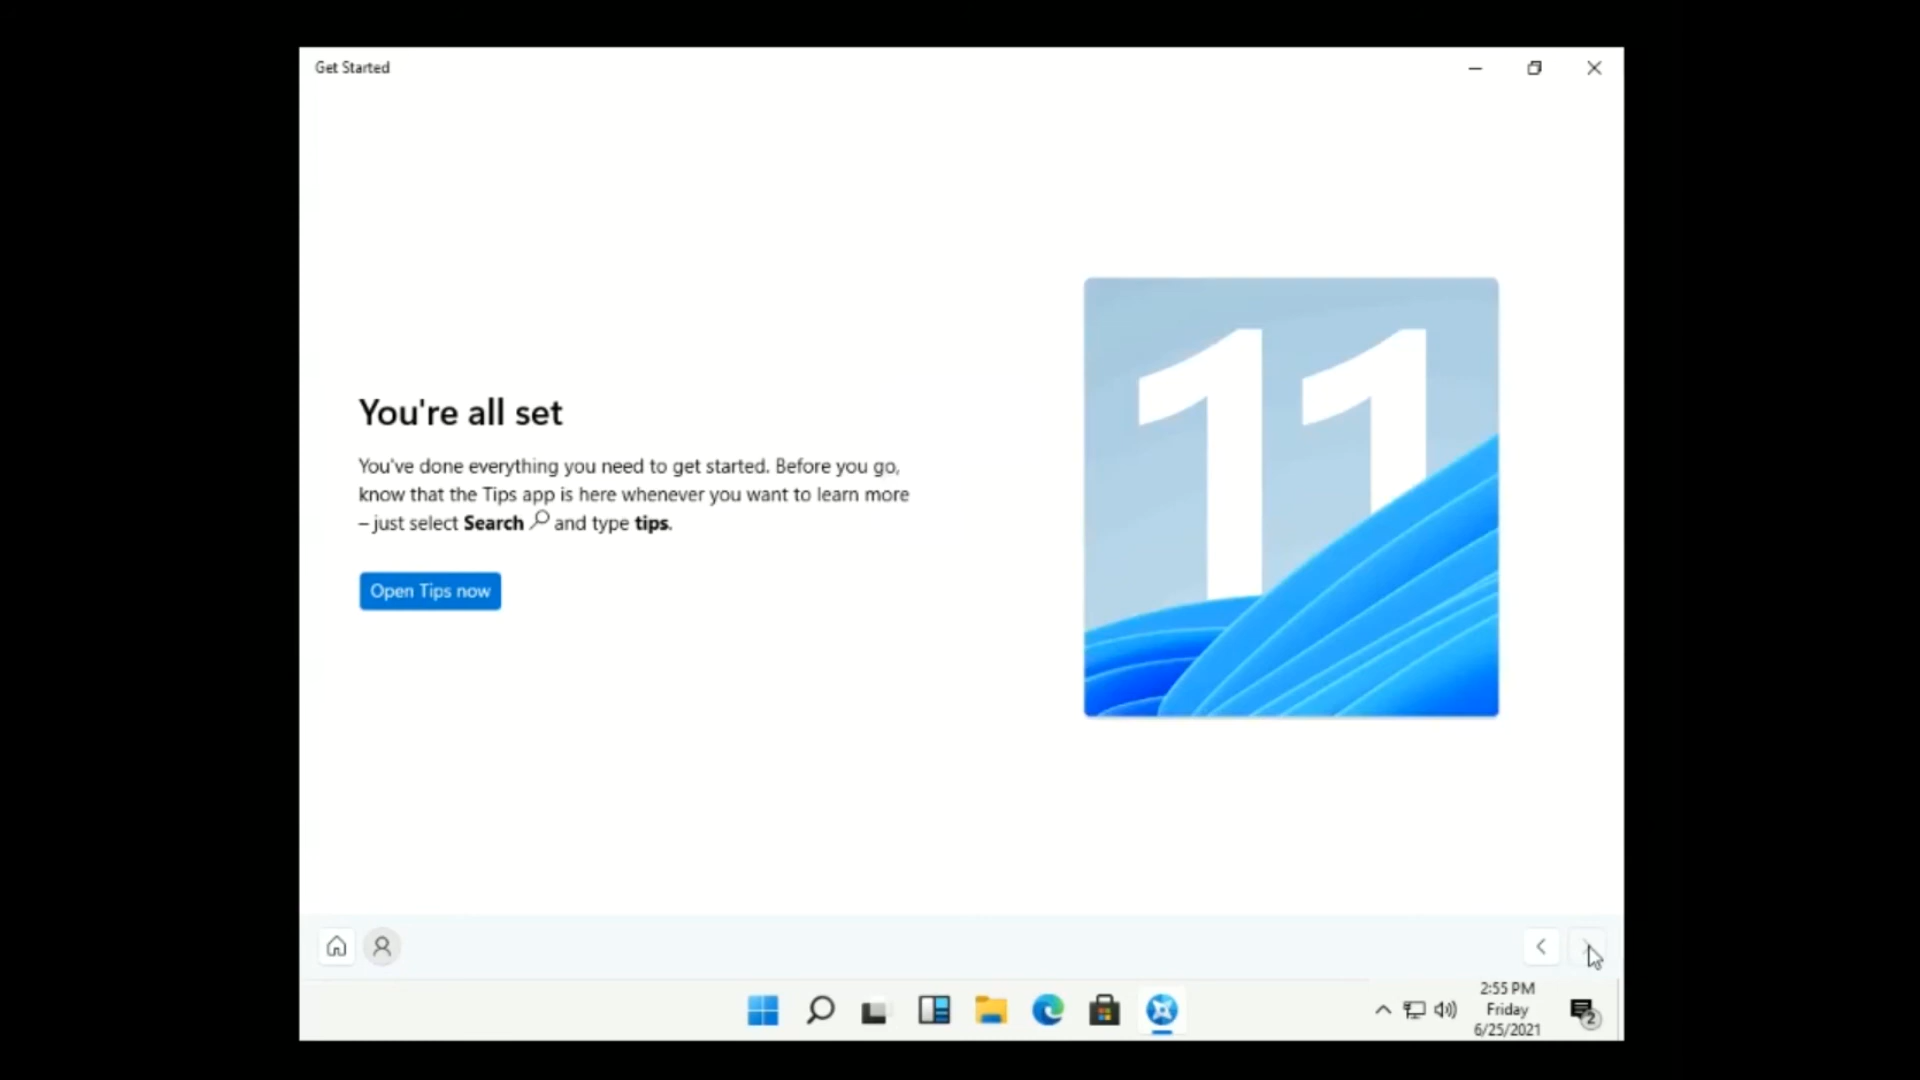 Get Started
11
You're all set
You've done everything you need to get started. Before you go,
know that the Tips app is here whenever you want to learn more
– just select Search and type tips.
Open Tips now
2:55 PM
Friday
6/25/2021
2